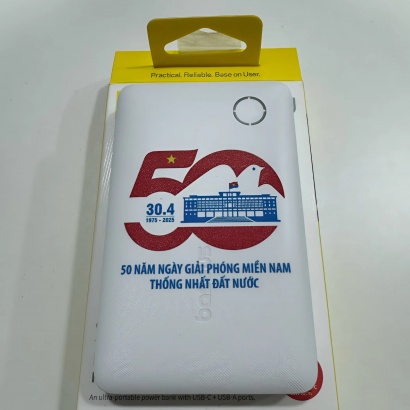 Practical. Reliable. Base on User.
50
30.4
1975 - 2025
50 NĂM NGÀY GIẢI PHÓNG MIỀN NAM
THỐNG NHẤT ĐẤT NƯỚC
baseus
An ultra-portable power bank with USB-C + USB-A ports.